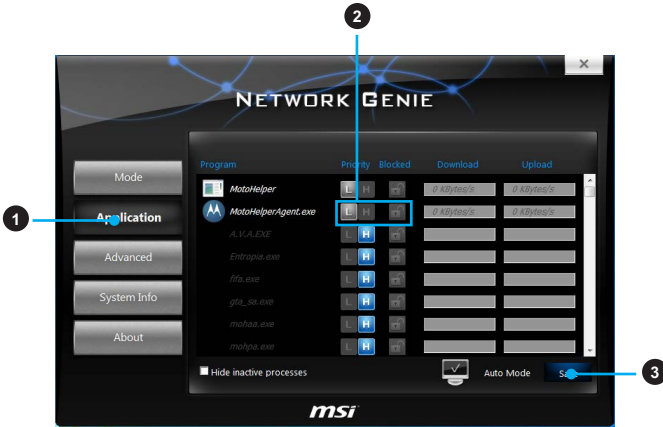 2
NETWORK GENIE
Program Priority Blocked Download Upload
Mode
MotoHelper L H 0 KBytes/s 0 KBytes/s
MotoHelperAgent.exe L H 0 KBytes/s 0 KBytes/s
1
Application
A.V.A.EXE L H
Advanced
Entropia.exe L H
fifa.exe L H
System Info
gta_sa.exe L H
mohaa.exe L H
About
mohpa.exe L H
Hide inactive processes
Auto Mode
Save
3
msi